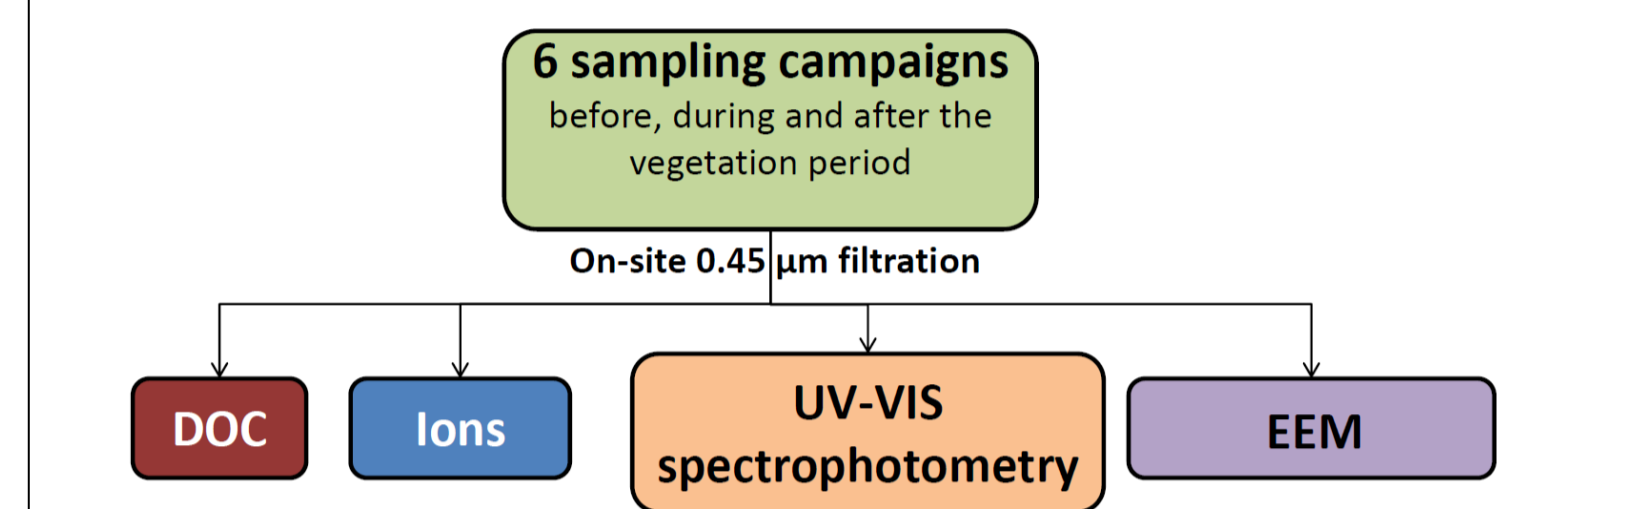 6 sampling campaigns
before, during and after the
vegetation period
On-site 0.45 µm filtration
DOC
Ions
UV-VIS
spectrophotometry
EEM